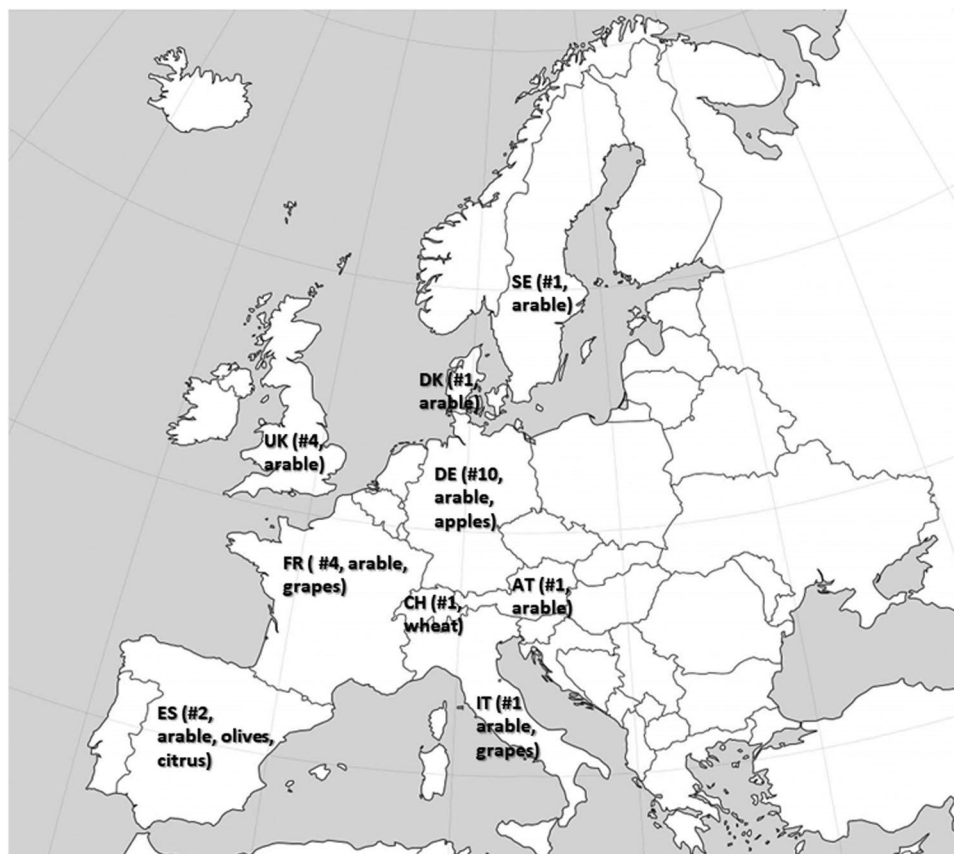 SE (#1,
arable)
DK (#1,
arable)
UK (#4,
arable)
DE (#10,
arable,
apples)
FR ( #4, arable,
grapes)
CH (#1,
wheat)
AT (#1,
arable)
ES (#2,
arable, olives,
citrus)
IT (#1
arable,
grapes)